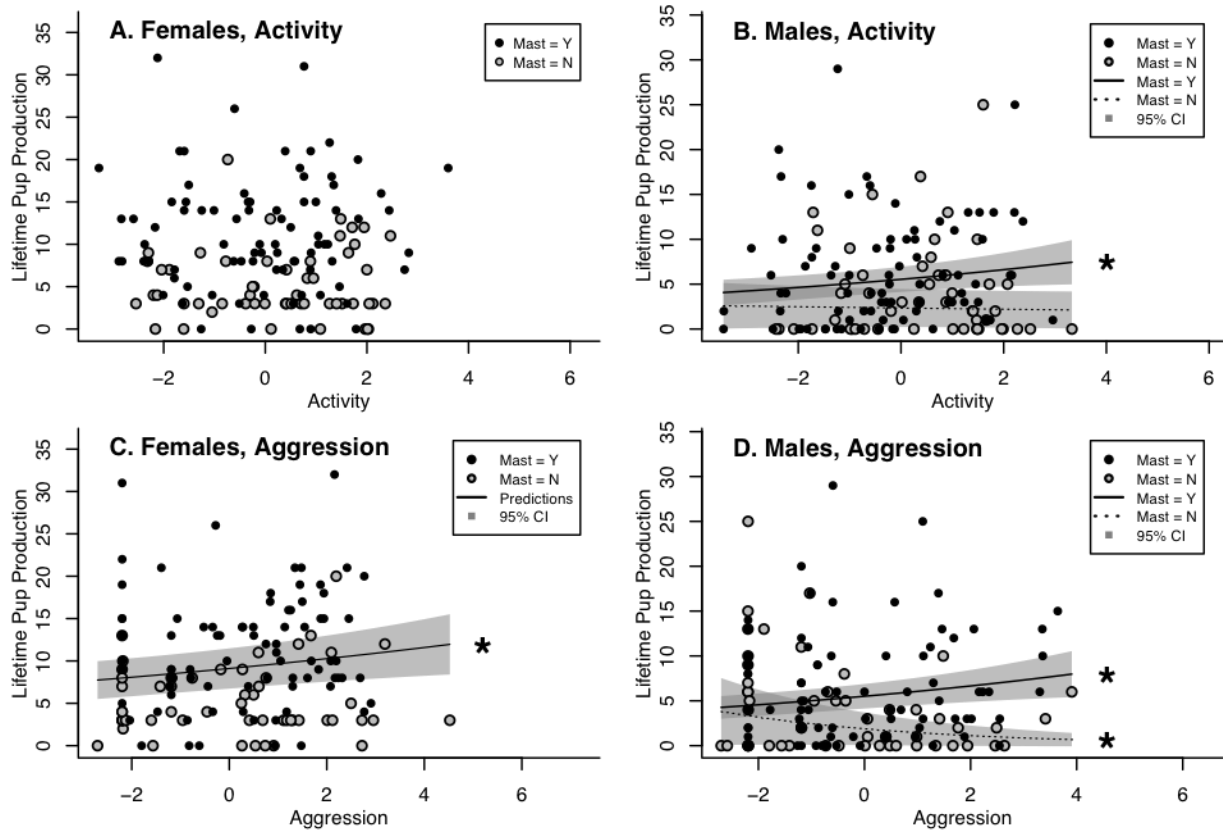 A. Females, Activity
Mast = Y
Mast = N
Lifetime Pup Production
0 5 10 15 20 25 30 35
−2 0 2 4 6
Activity
B. Males, Activity
Mast = Y
Mast = N
Mast = Y
Mast = N
95% CI
Lifetime Pup Production
0 5 10 15 20 25 30 35
*
−2 0 2 4 6
Activity
C. Females, Aggression
Mast = Y
Mast = N
Predictions
95% CI
Lifetime Pup Production
0 5 10 15 20 25 30 35
*
−2 0 2 4 6
Aggression
D. Males, Aggression
Mast = Y
Mast = N
Mast = Y
Mast = N
95% CI
Lifetime Pup Production
0 5 10 15 20 25 30 35
*
*
−2 0 2 4 6
Aggression